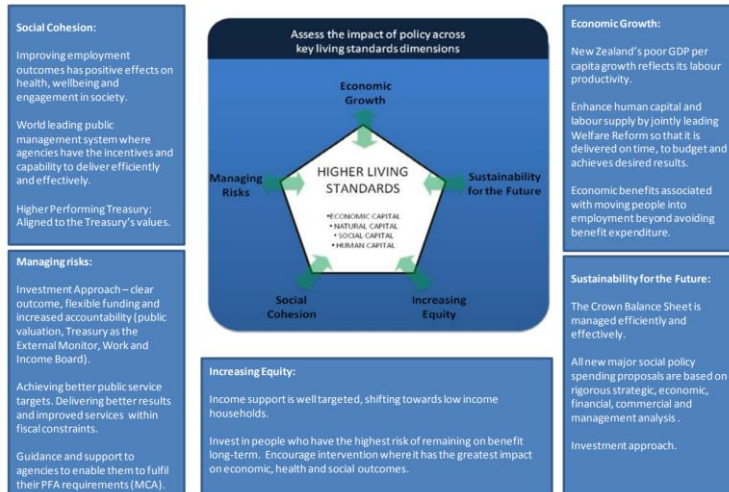 Social Cohesion:
Improving employment
outcomes has positive effects on
health, wellbeing and
engagement in society.
World leading public
management system where
agencies have the incentives and
capability to deliver efficiently
and effectively.
Higher Performing Treasury:
Aligned to the Treasury's values.
Managing risks:
Investment Approach – clear
outcome, flexible funding and
increased accountability (public
valuation, Treasury as the
External Monitor, Work and
Income Board).
Achieving better public service
targets. Delivering better results
and improved services within
fiscal constraints.
Guidance and support to
agencies to enable them to fulfil
their PFA requirements (MCA).
Assess the impact of policy across
key living standards dimensions
Economic
Growth
Managing
Risks
HIGHER LIVING
STANDARDS
•ECONOMIC CAPITAL
• NATURAL CAPITAL
• SOCIAL CAPITAL
• HUMAN CAPITAL
Sustainability
for the Future
Social
Cohesion
Increasing
Equity
Increasing Equity:
Income support is well targeted, shifting towards low income
households.
Invest in people who have the highest risk of remaining on benefit
long-term. Encourage intervention where it has the greatest impact
on economic, health and social outcomes.
Economic Growth:
New Zealand's poor GDP per
capita growth reflects its labour
productivity.
Enhance human capital and
labour supply by jointly leading
Welfare Reform so that it is
delivered on time, to budget and
achieves desired results.
Economic benefits associated
with moving people into
employment beyond avoiding
benefit expenditure.
Sustainability for the Future:
The Crown Balance Sheet is
managed efficiently and
effectively.
All new major social policy
spending proposals are based on
rigorous strategic, economic,
financial, commercial and
management analysis .
Investment approach.